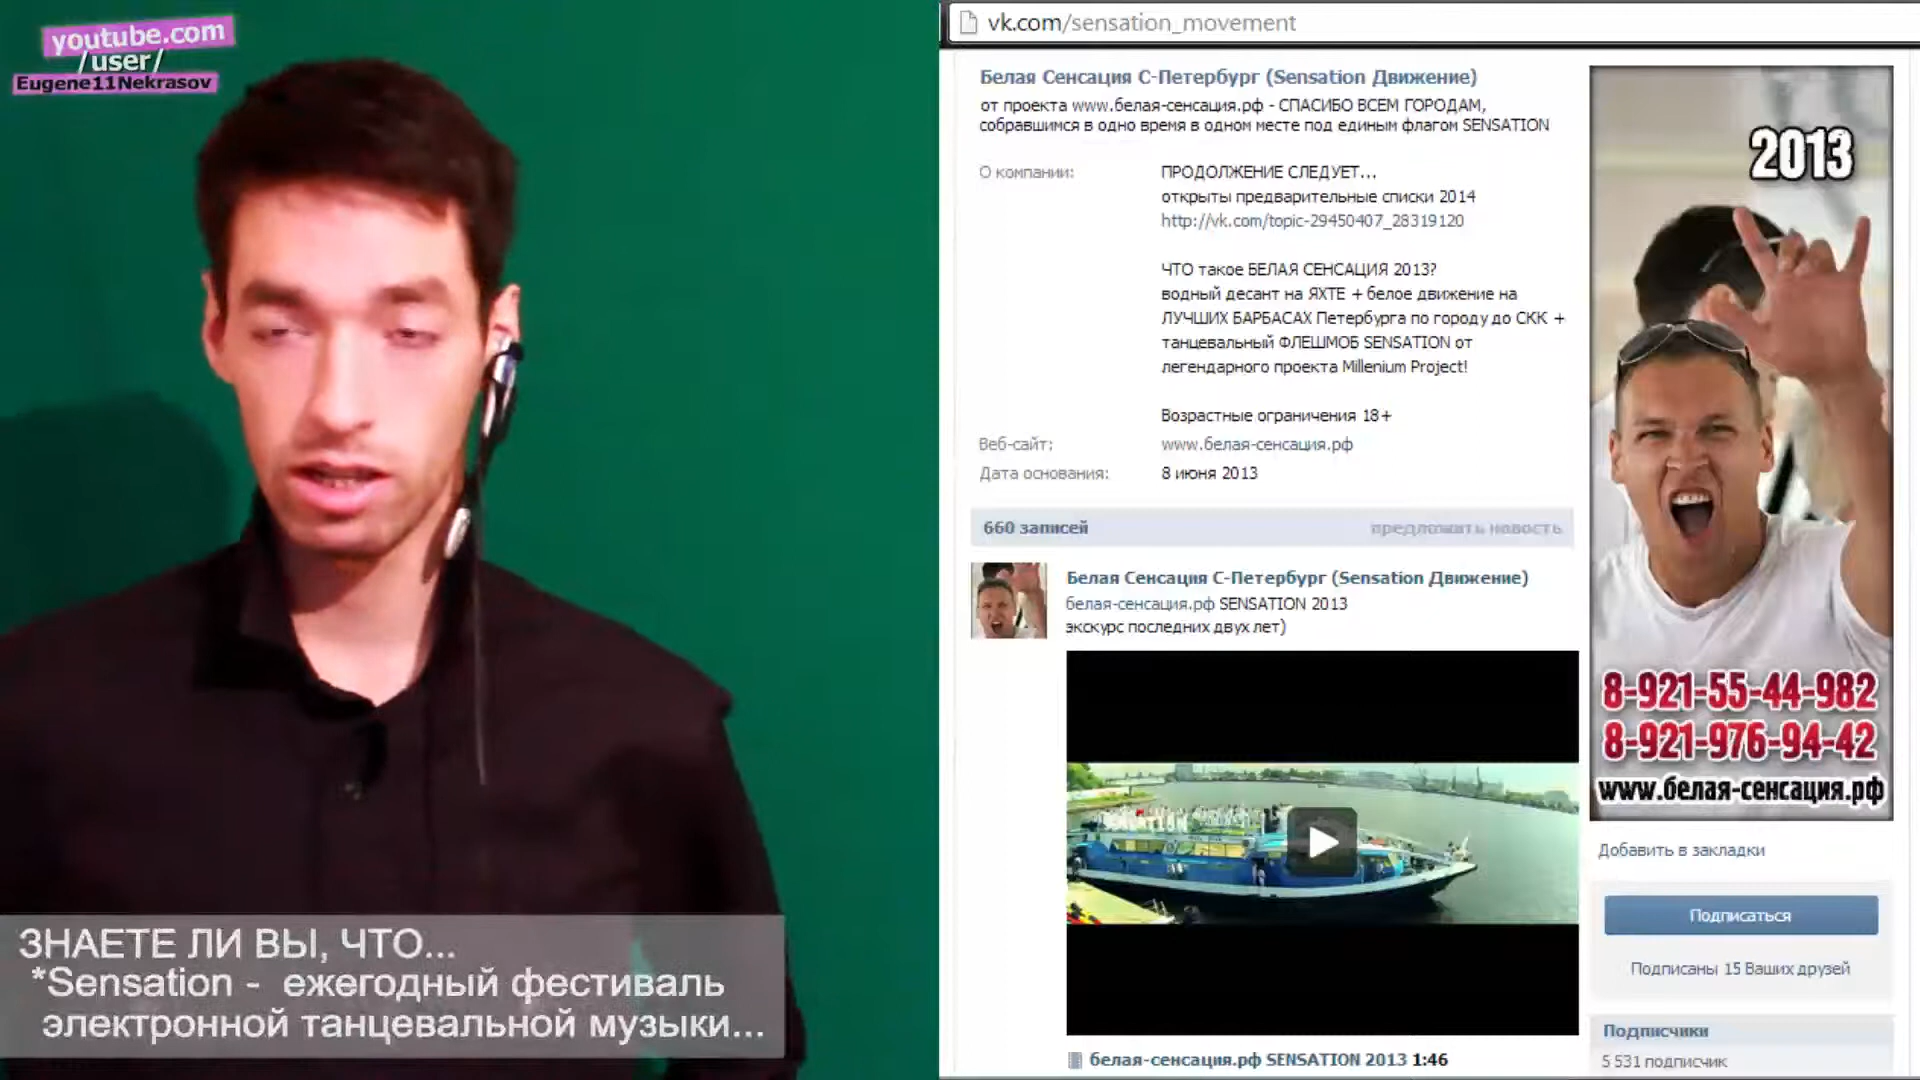 youtube.com
/user/
Eugene11Nekrasov
ЗНАЕТЕ ЛИ ВЫ, ЧТО...
*Sensation - ежегодный фестиваль
электронной танцевальной музыки...
vk.com/sensation_movement
Белая Сенсация С-Петербург (Sensation Движение)
от проекта www.белая-сенсация.рф - СПАСИБО ВСЕМ ГОРОДАМ,
собравшимся в одно время в одном месте под единым флагом SENSATION
О компании:
ПРОДОЛЖЕНИЕ СЛЕДУЕТ...
открыты предварительные списки 2014
http://vk.com/topic-29450407_28319120
ЧТО такое БЕЛАЯ СЕНСАЦИЯ 2013?
водный десант на ЯХТЕ + белое движение на
ЛУЧШИХ БАРБАСАХ Петербурга по городу до СКК +
танцевальный ФЛЕШМОБ SENSATION от
легендарного проекта Millenium Project!
Возрастные ограничения 18+
Веб-сайт: www.белая-сенсация.рф
Дата основания: 8 июня 2013
660 записей предложить новость
Белая Сенсация С-Петербург (Sensation Движение)
белая-сенсация.рф SENSATION 2013
экскурс последних двух лет)
белая-сенсация.рф SENSATION 2013 1:46
2013
8-921-55-44-982
8-921-976-94-42
www.белая-сенсация.рф
Добавить в закладки
Подписаться
Подписаны 15 Ваших друзей
Подписчики
5 531 подписчик